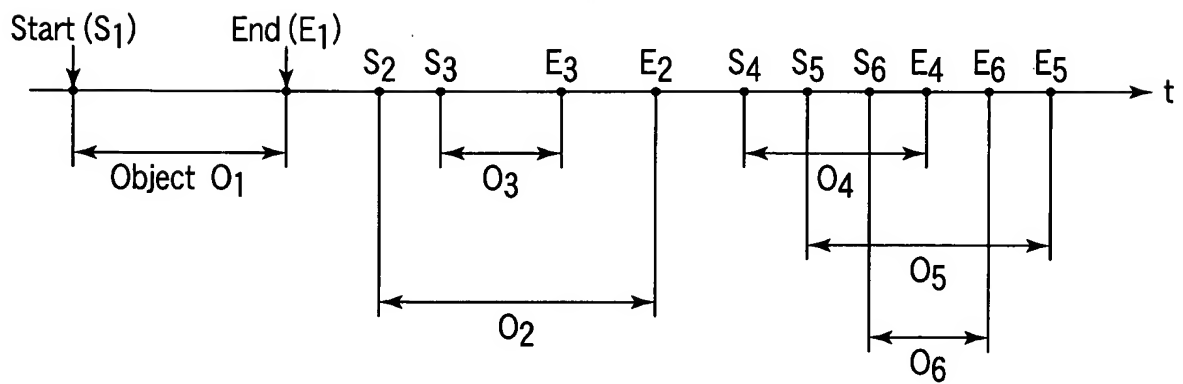 Start (S1) End (E1)
S2 S3 E3 E2 S4 S5 S6 E4 E6 E5
t
Object O1 O3 O4
O5
O2
O6